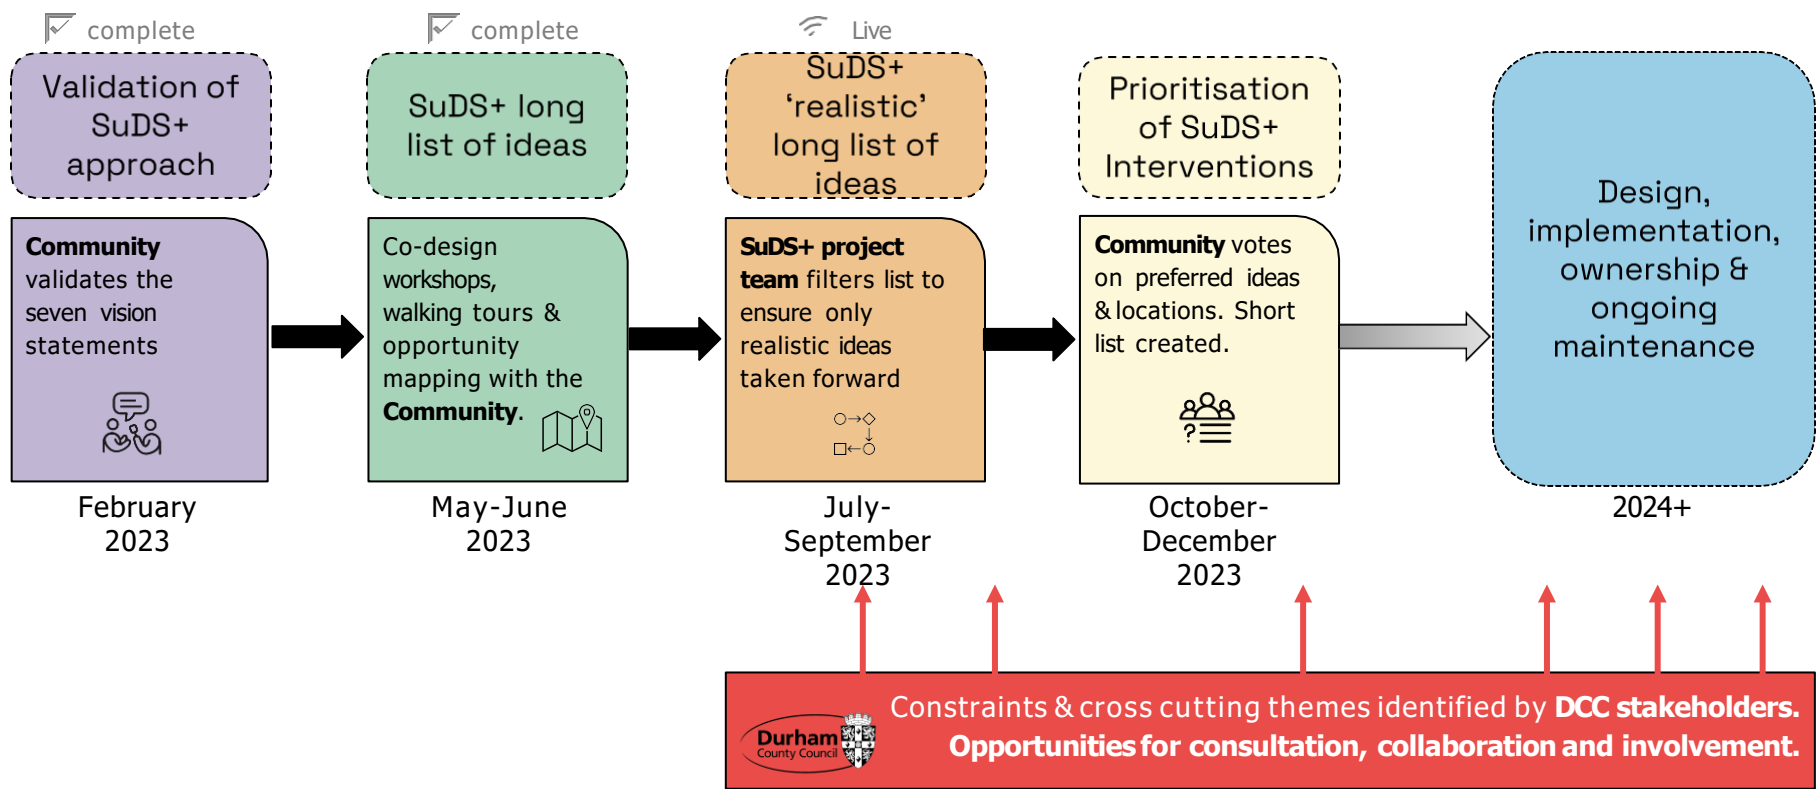 complete
Validation of
SuDS+
approach
Community
validates the
seven vision
statements
February
2023
complete
SuDS+ long
list of ideas
Co-design
workshops,
walking tours &
opportunity
mapping with the
Community.
May-June
2023
Live
SuDS+
‘realistic’
long list of
ideas
SuDS+ project
team filters list to
ensure only
realistic ideas
taken forward
July-
September
2023
Prioritisation
of SuDS+
Interventions
Community votes
on preferred ideas
& locations. Short
list created.
?
October-
December
2023
Design,
implementation,
ownership &
ongoing
maintenance
2024+
Durham
County Council
Constraints & cross cutting themes identified by DCC stakeholders.
Opportunities for consultation, collaboration and involvement.